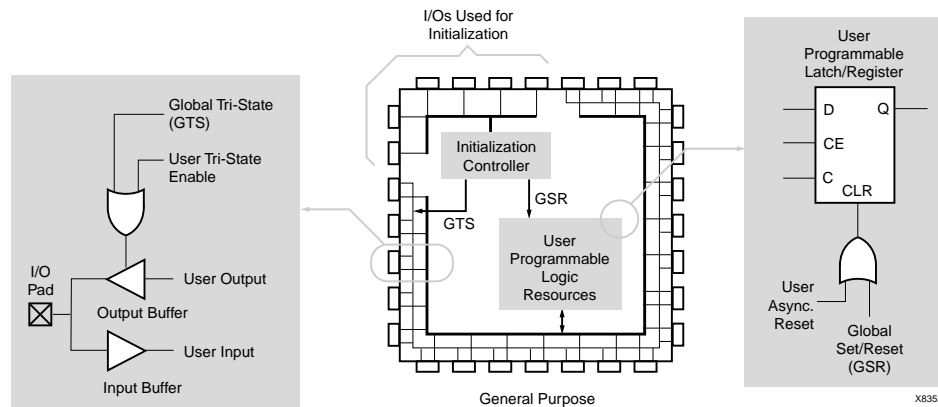 I/Os Used for
Initialization
Global Tri-State
(GTS)
User Tri-State
Enable
I/O
Pad
User Output
Output Buffer
User Input
Input Buffer
Initialization
Controller
GTS
GSR
User
Programmable
Logic
Resources
General Purpose
User
Programmable
Latch/Register
D
Q
CE
C
CLR
User
Async.
Reset
Global
Set/Reset
(GSR)